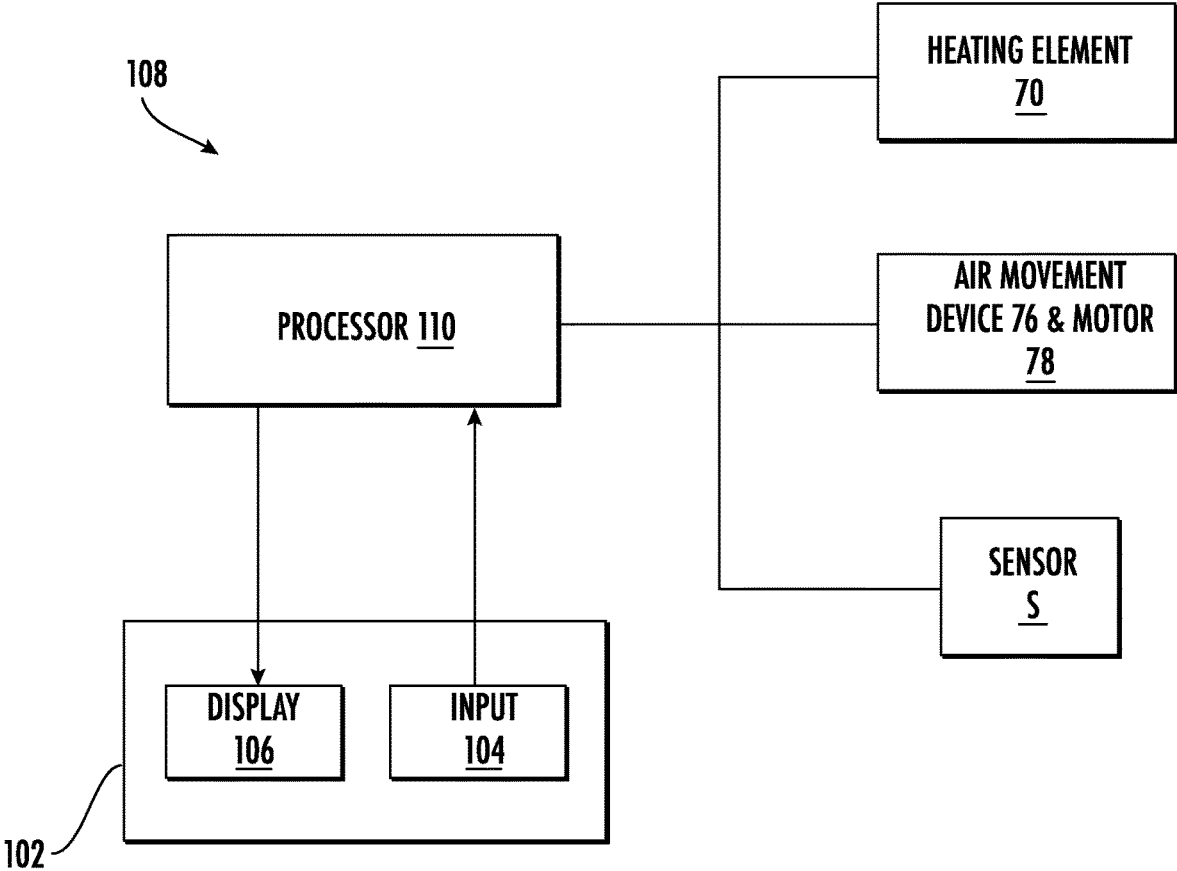 108
HEATING ELEMENT
70
PROCESSOR 110
AIR MOVEMENT
DEVICE 76 & MOTOR
78
SENSOR
S
DISPLAY
106
INPUT
104
102